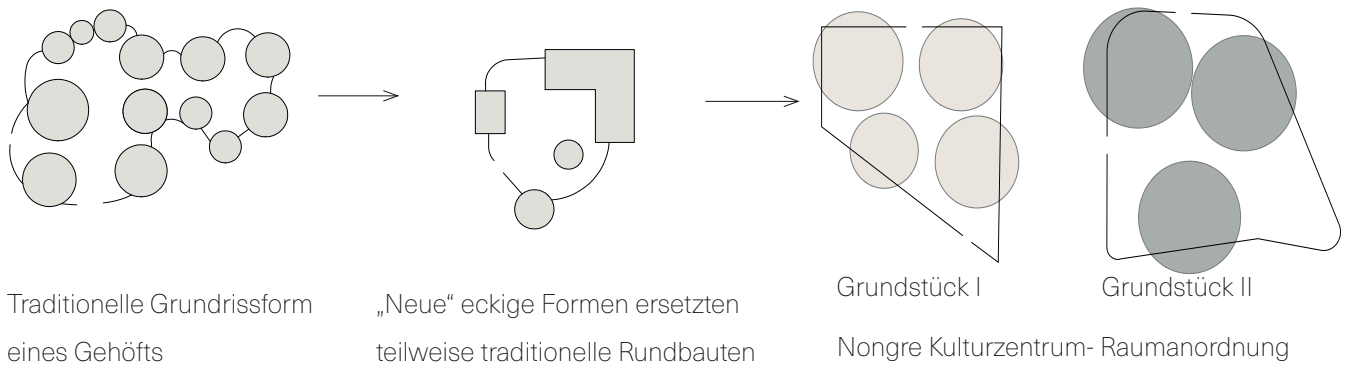 Traditionelle Grundrissform
eines Gehöfts
„Neue“ eckige Formen ersetzten
teilweise traditionelle Rundbauten
Grundstück I
Grundstück II
Nongre Kulturzentrum- Raumanordnung